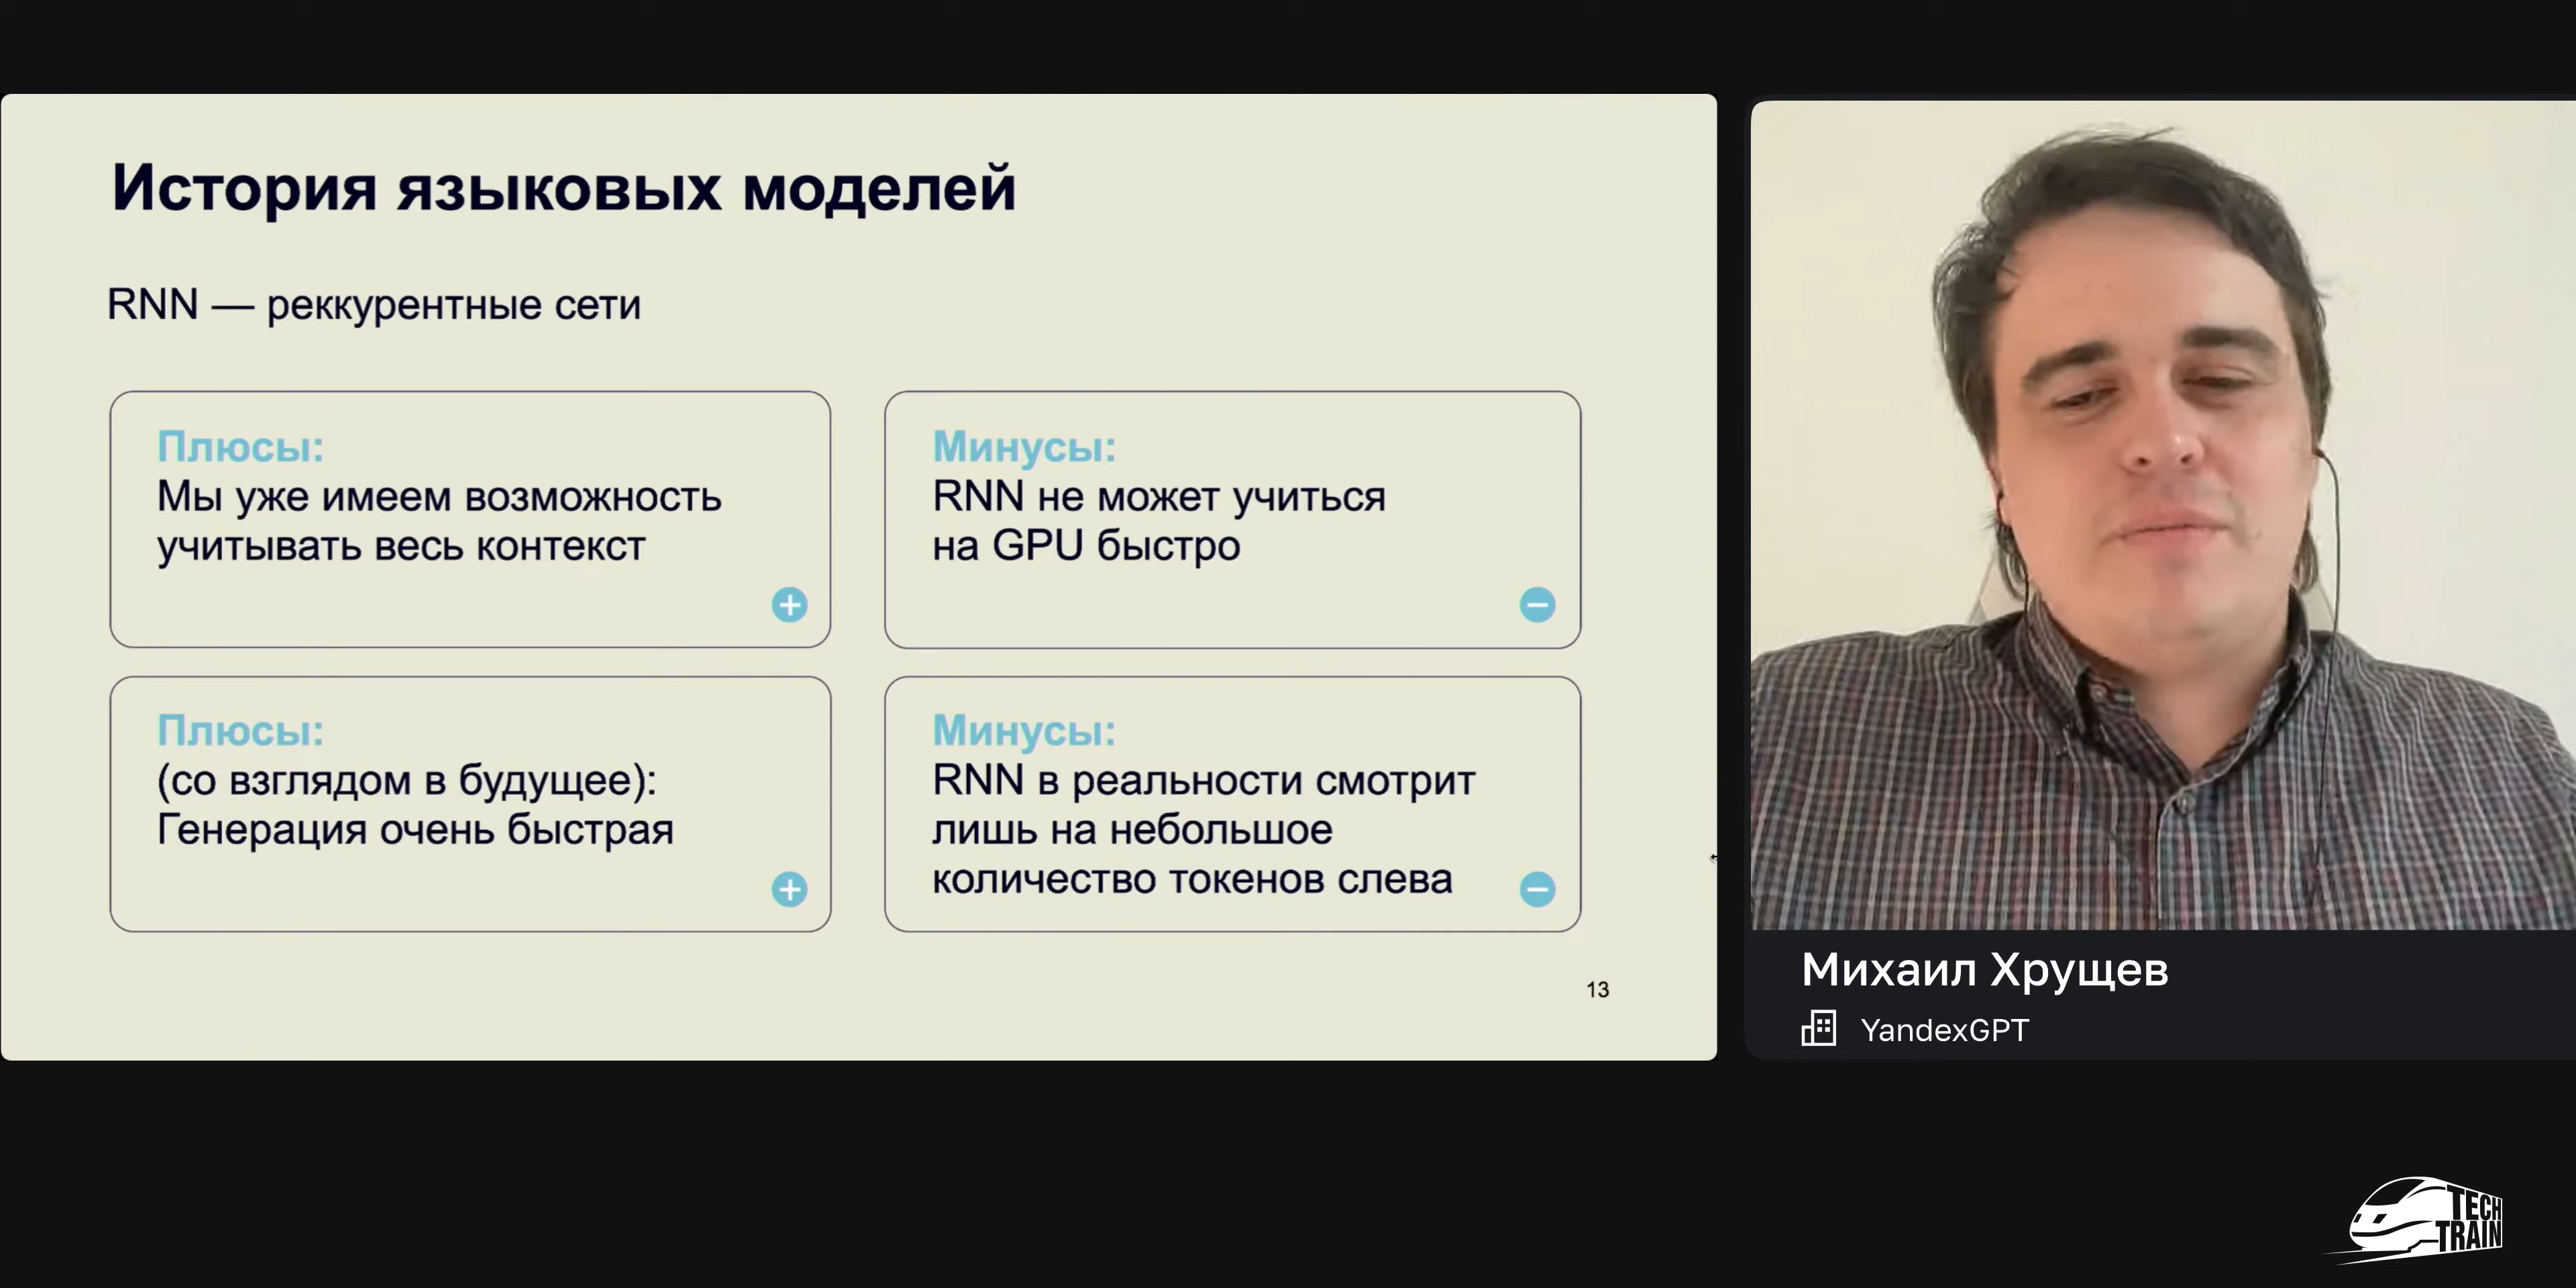 История языковых моделей
RNN — реккурентные сети
Плюсы:
Мы уже имеем возможность
учитывать весь контекст
Минусы:
RNN не может учиться
на GPU быстро
Плюсы:
(со взглядом в будущее):
Генерация очень быстрая
Минусы:
RNN в реальности смотрит
лишь на небольшое
количество токенов слева
13
Михаил Хрущев
YandexGPT
TECH
TRAIN